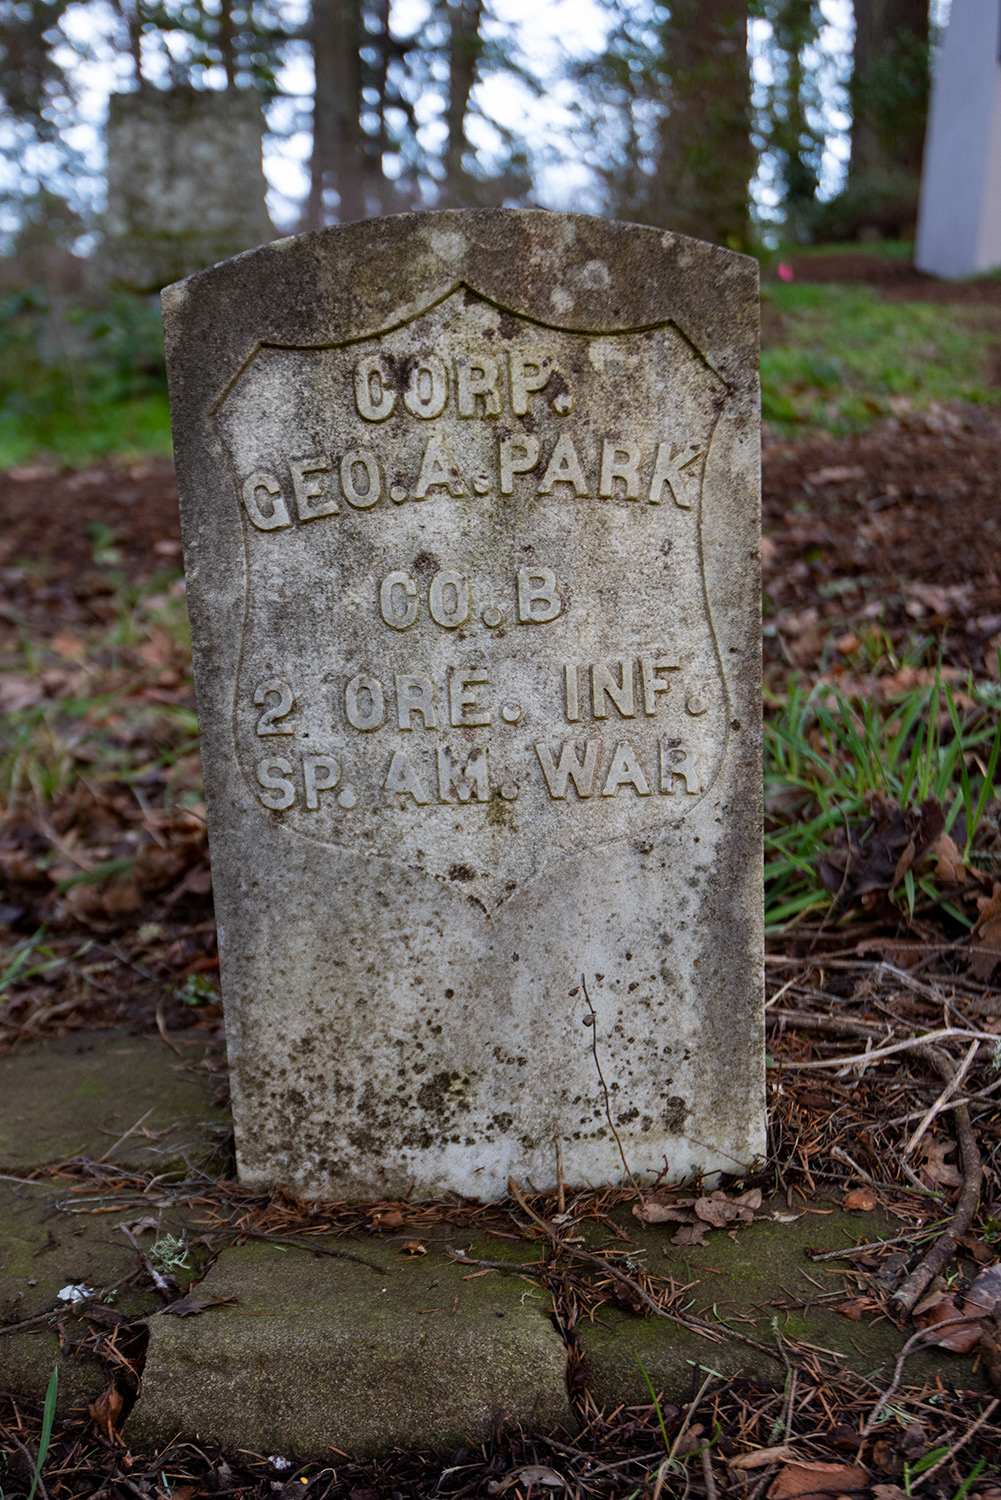 CORP.
GEO. A. PARK
CO. B
2 ORE. INF.
SP. AM. WAR